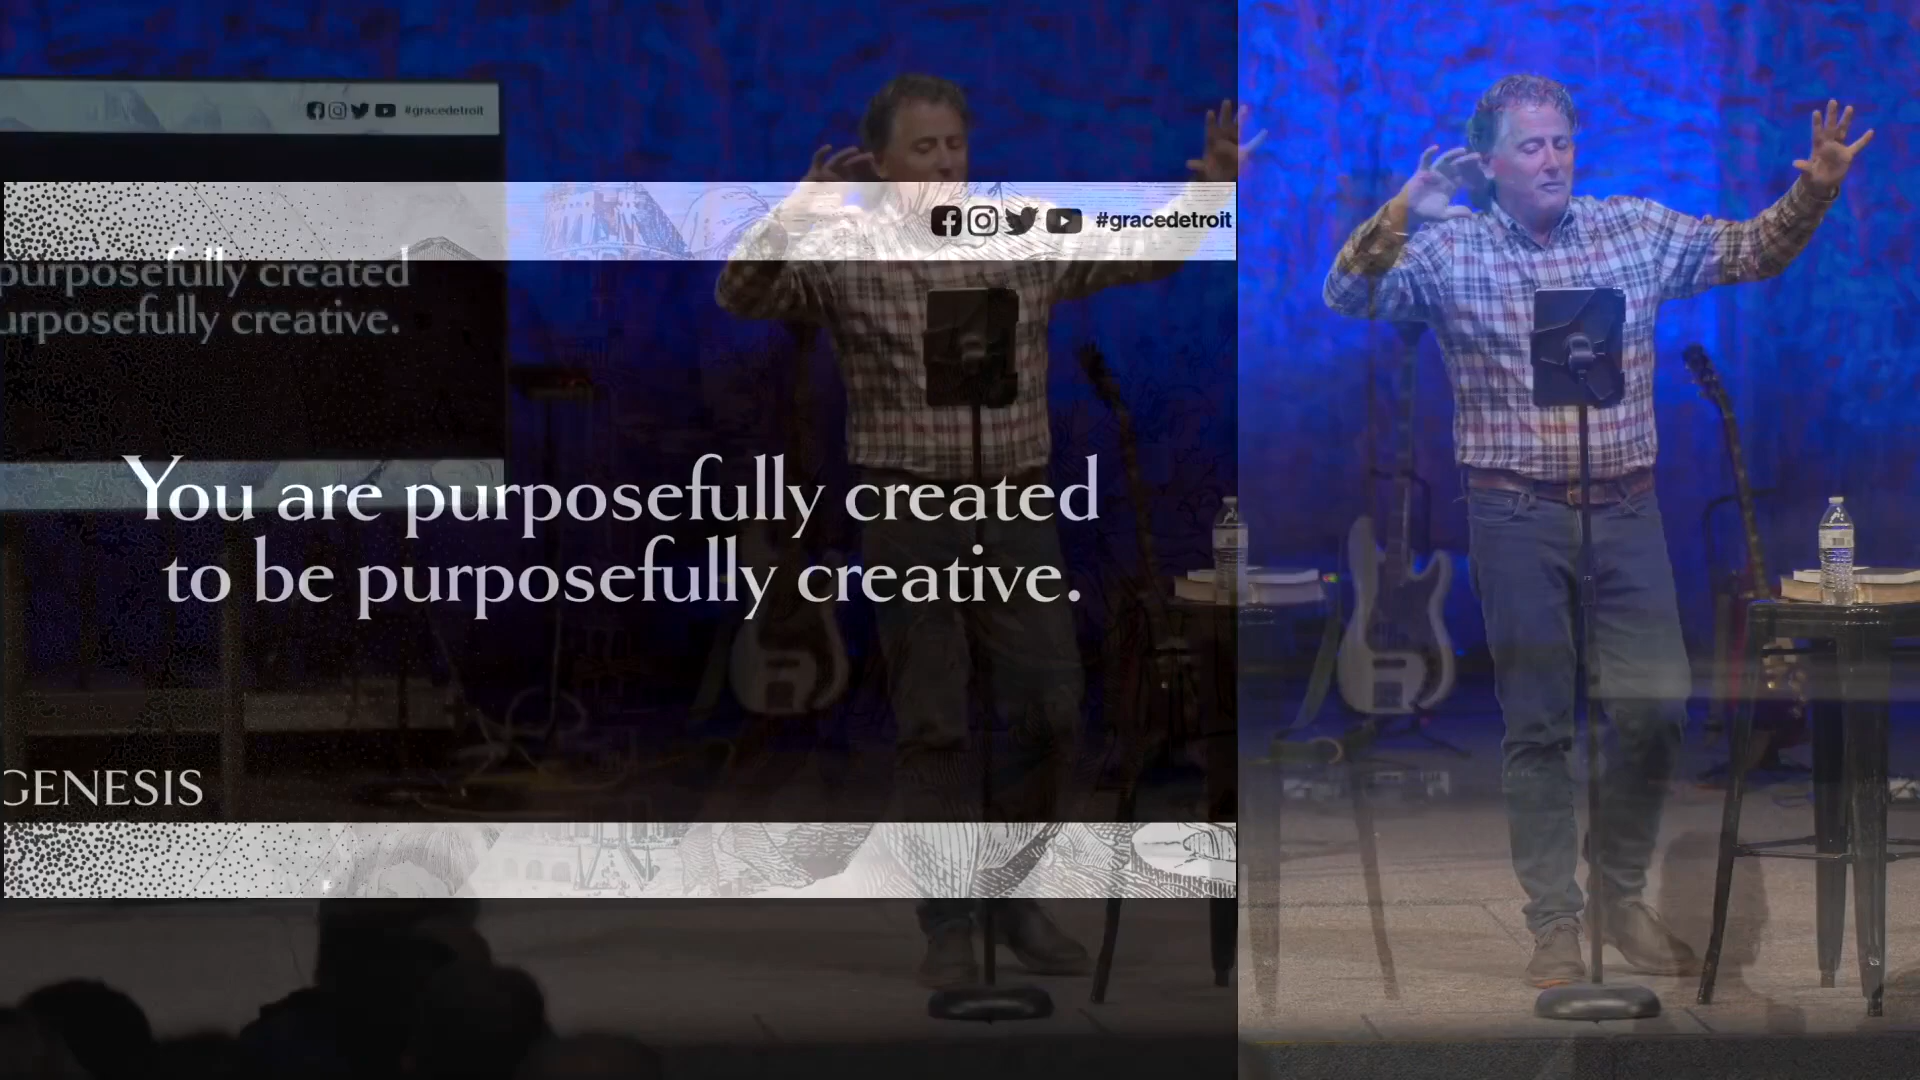 #gracedetroit
#gracedetroit
purposefully created
urposefully creative.
You are purposefully created
to be purposefully creative.
GENESIS